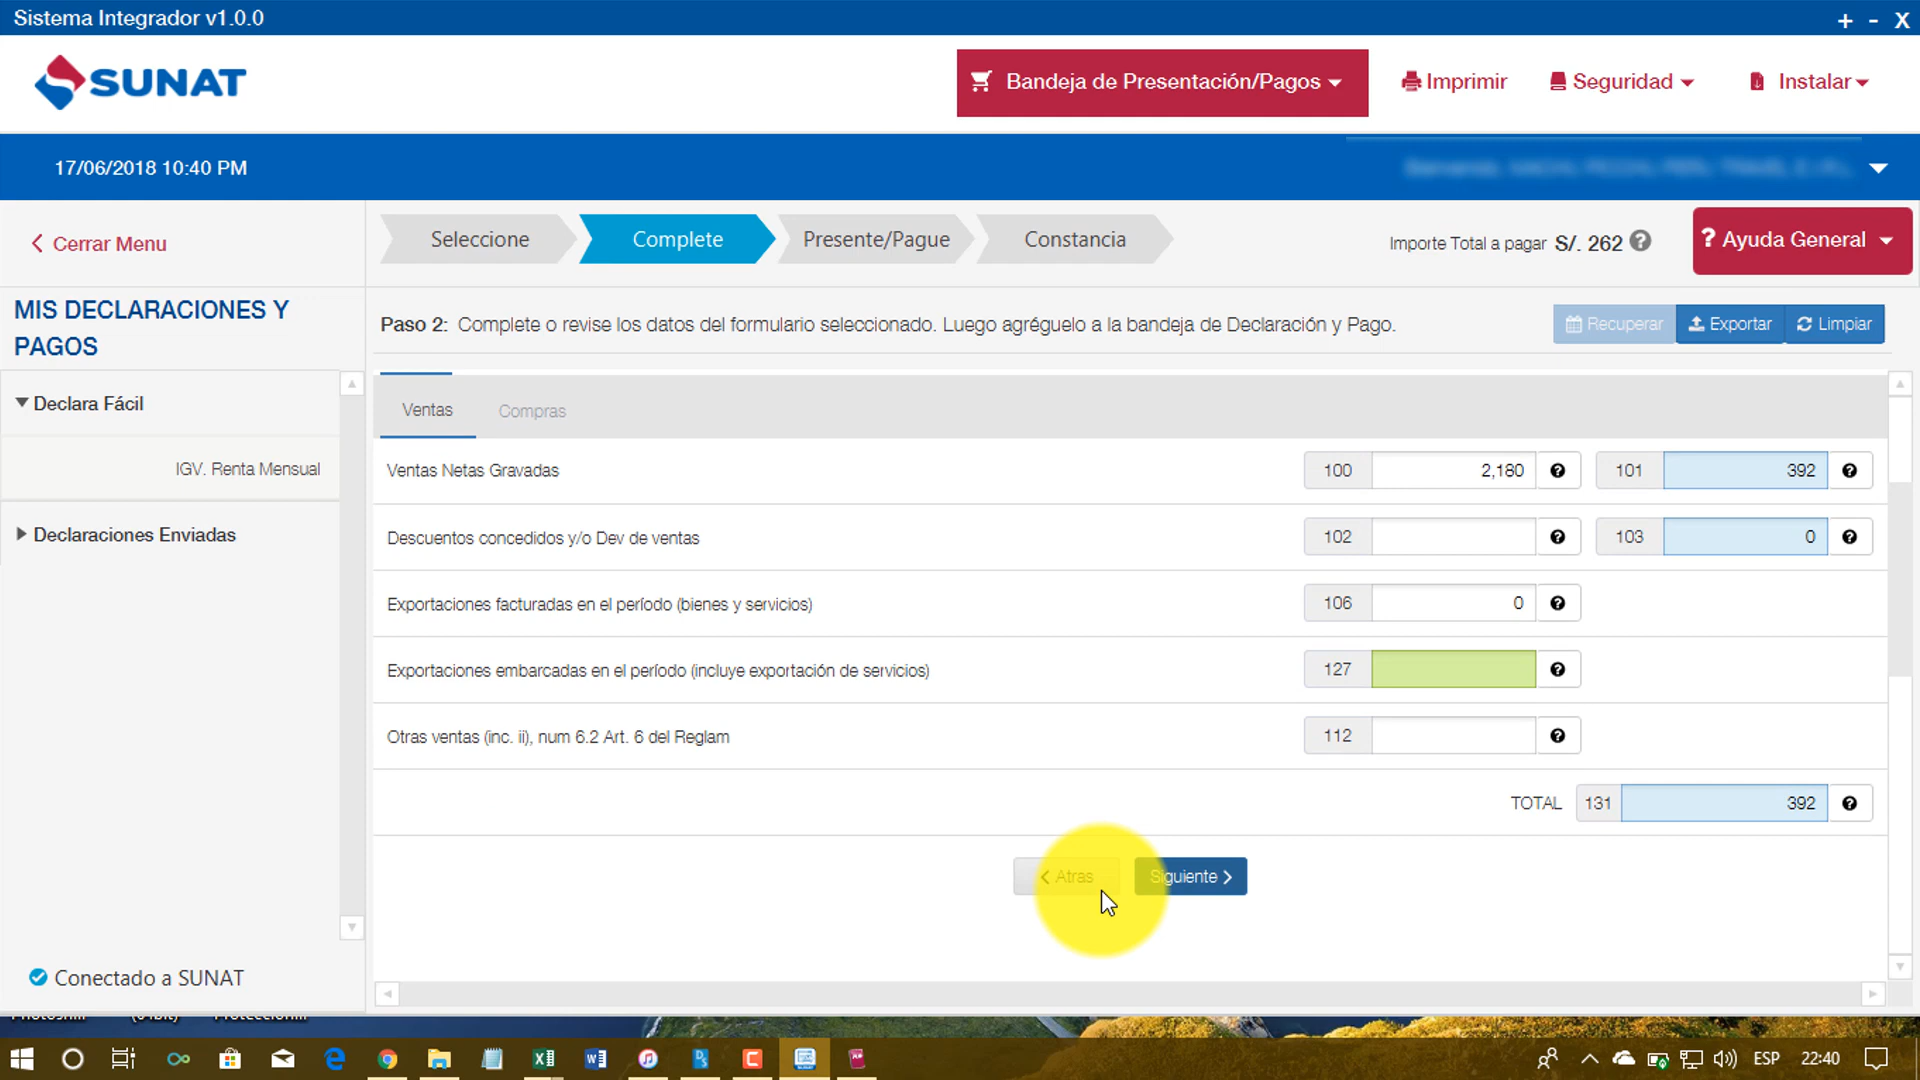 Sistema Integrador v1.0.0
+ - X
SUNAT
Bandeja de Presentación/Pagos
Imprimir
Seguridad
Instalar
17/06/2018 10:40 PM
Cerrar Menu
Seleccione
Complete
Presente/Pague
Constancia
Importe Total a pagar S/. 262
? Ayuda General
MIS DECLARACIONES Y
PAGOS
Paso 2: Complete o revise los datos del formulario seleccionado. Luego agréguelo a la bandeja de Declaración y Pago.
Recuperar
Exportar
Limpiar
Declara Fácil
IGV. Renta Mensual
Declaraciones Enviadas
Ventas
Compras
Ventas Netas Gravadas 100 2,180 101 392
Descuentos concedidos y/o Dev de ventas 102 103 0
Exportaciones facturadas en el período (bienes y servicios) 106 0
Exportaciones embarcadas en el período (incluye exportación de servicios) 127
Otras ventas (inc. ii), num 6.2 Art. 6 del Reglam 112
TOTAL 131 392
< Atras
Siguiente >
Conectado a SUNAT
ESP
22:40